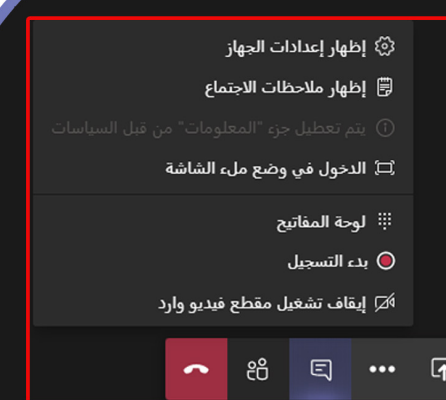 إظهار إعدادات الجهاز
إظهار ملاحظات الاجتماع
يتم تعطيل جزء "المعلومات" من قبل السياسات
الدخول في وضع ملء الشاشة
لوحة المفاتيح
بدء التسجيل
إيقاف تشغيل مقطع فيديو وارد